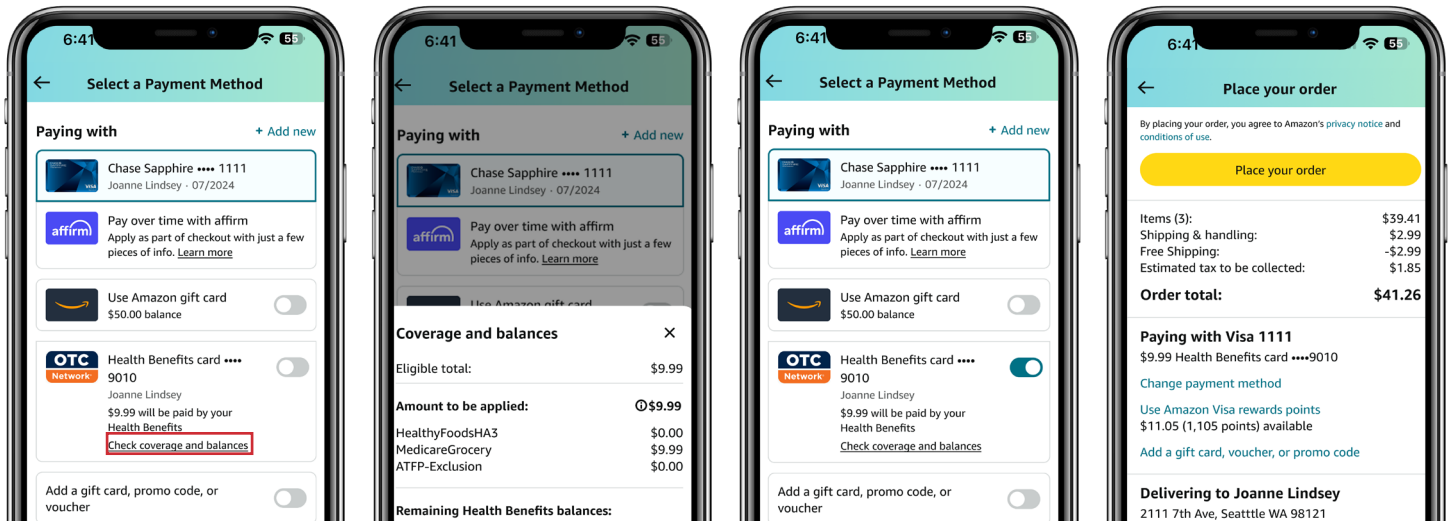 6:41
55
Select a Payment Method
Paying with
+ Add new
VISA
Chase Sapphire •••• 1111
Joanne Lindsey · 07/2024
affirm
Pay over time with affirm
Apply as part of checkout with just a few
pieces of info. Learn more
Use Amazon gift card
$50.00 balance
OTC
Network
Health Benefits card ••••
9010
Joanne Lindsey
$9.99 will be paid by your
Health Benefits
Check coverage and balances
Add a gift card, promo code, or
voucher
6:41
55
Select a Payment Method
Paying with
+ Add new
VISA
Chase Sapphire •••• 1111
Joanne Lindsey · 07/2024
affirm
Pay over time with affirm
Apply as part of checkout with just a few
pieces of info. Learn more
Use Amazon gift card
Coverage and balances
Eligible total: $9.99
Amount to be applied: $9.99
HealthyFoodsHA3 $0.00
MedicareGrocery $9.99
ATFP-Exclusion $0.00
Remaining Health Benefits balances:
6:41
55
Select a Payment Method
Paying with
+ Add new
VISA
Chase Sapphire •••• 1111
Joanne Lindsey · 07/2024
affirm
Pay over time with affirm
Apply as part of checkout with just a few
pieces of info. Learn more
Use Amazon gift card
$50.00 balance
OTC
Network
Health Benefits card ••••
9010
Joanne Lindsey
$9.99 will be paid by your
Health Benefits
Check coverage and balances
Add a gift card, promo code, or
voucher
6:41
55
Place your order
By placing your order, you agree to Amazon's privacy notice and
conditions of use.
Place your order
Items (3): $39.41
Shipping & handling: $2.99
Free Shipping: -$2.99
Estimated tax to be collected: $1.85
Order total: $41.26
Paying with Visa 1111
$9.99 Health Benefits card ••••9010
Change payment method
Use Amazon Visa rewards points
$11.05 (1,105 points) available
Add a gift card, voucher, or promo code
Delivering to Joanne Lindsey
2111 7th Ave, Seatttle WA 98121